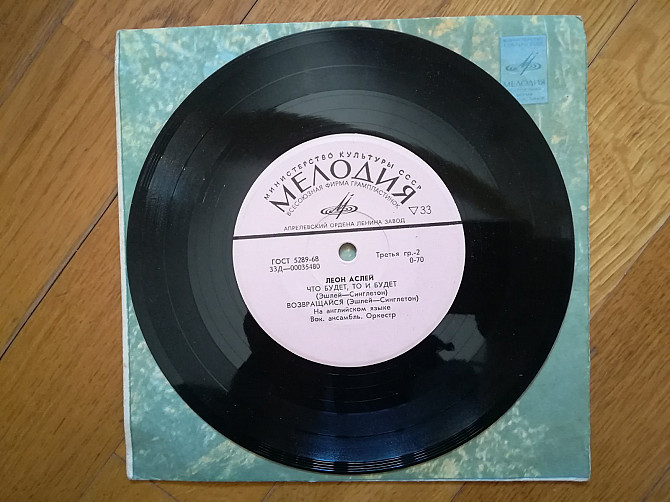 МИНИСТЕРСТВО КУЛЬТУРЫ СССР
МЕЛОДИЯ
ВСЕСОЮЗНАЯ ФИРМА ГРАМПЛАСТИНОК
▽33
АПРЕЛЕВСКИЙ ОРДЕНА ЛЕНИНА ЗАВОД
ГОСТ 5289-68 Третья гр.-2
33Д—00035480 0-70
ЛЕОН АСЛЕЙ
ЧТО БУДЕТ, ТО И БУДЕТ
(Эшлей—Синглетон)
ВОЗВРАЩАЙСЯ (Эшлей—Синглетон)
На английском языке
Вок. ансамбль. Оркестр
МЕЛОДИЯ